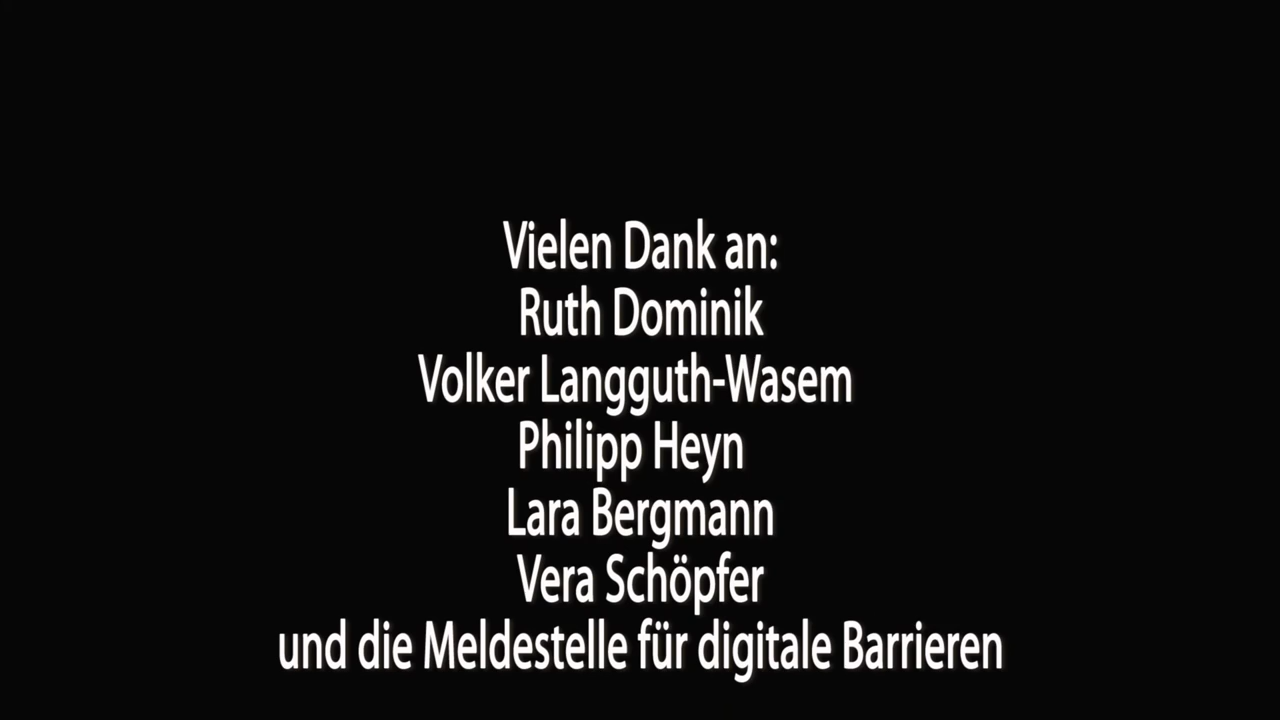 Vielen Dank an:
Ruth Dominik
Volker Langguth-Wasem
Philipp Heyn
Lara Bergmann
Vera Schöpfer
und die Meldestelle für digitale Barrieren